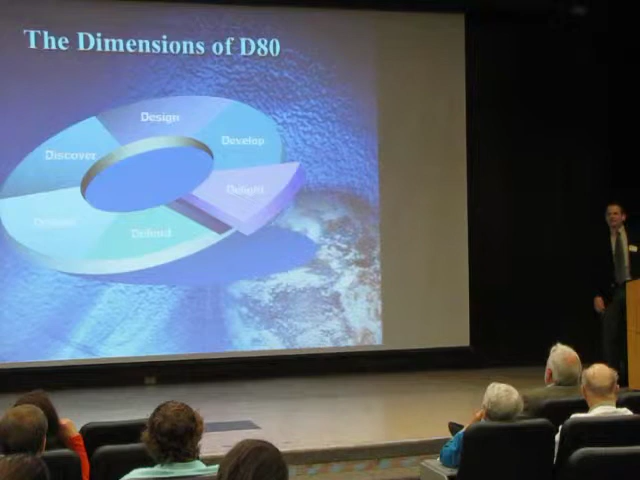 The Dimensions of D80
Design
Discover
Develop
Delight
Defend